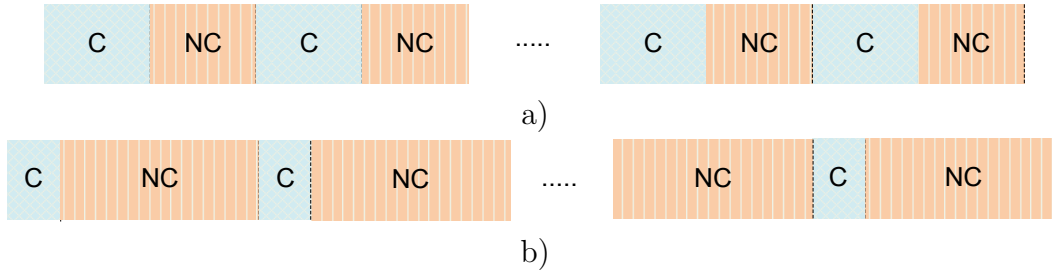 C NC C NC ..... C NC C NC
a)
C NC C NC ..... NC C NC
b)